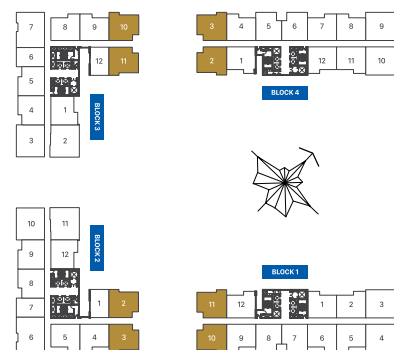 7 8 9 10 3 4 5 6 7 8 9
6 12 11 2 1 12 11 10
5
BLOCK 3 BLOCK 4
4 1
3 2
10 11
9 12 BLOCK 2
8 BLOCK 1
7 1 2 11 12 1 2 3
6 5 4 3 10 9 8 7 6 5 4